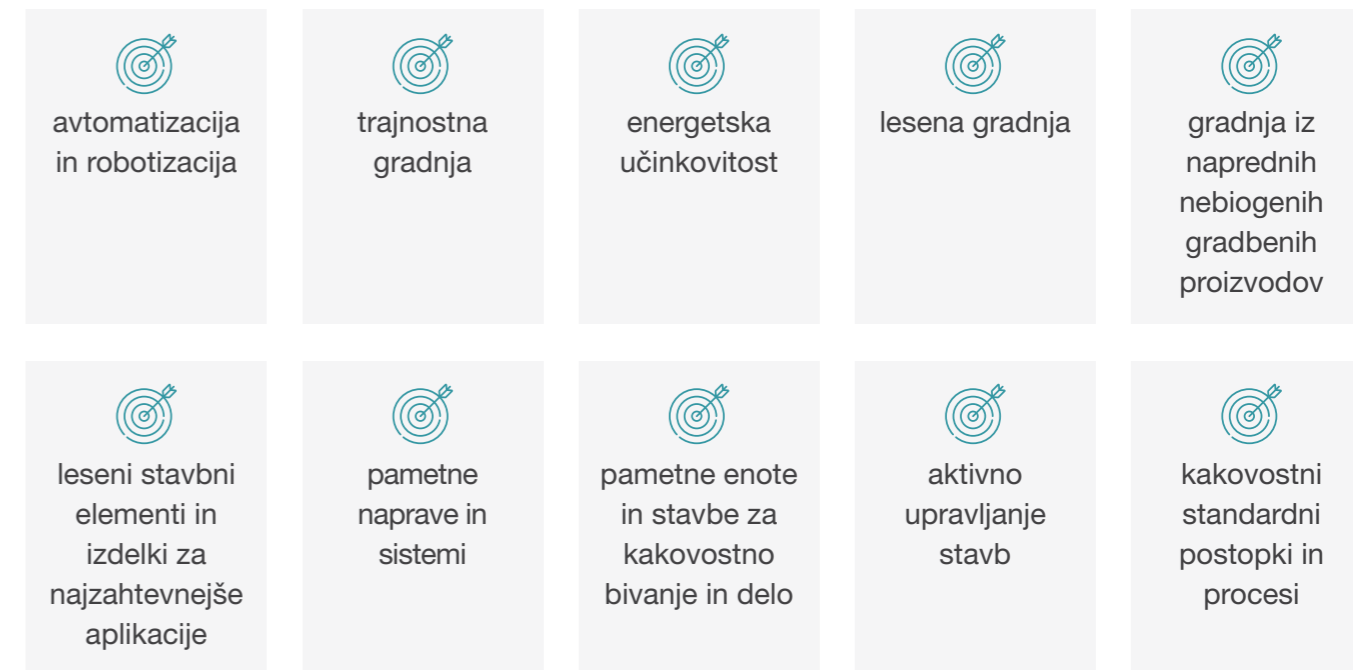 avtomatizacija
in robotizacija
trajnostna
gradnja
energetska
učinkovitost
lesena gradnja
gradnja iz
naprednih
nebiogenih
gradbenih
proizvodov
leseni stavbni
elementi in
izdelki za
najzahtevnejše
aplikacije
pametne
naprave in
sistemi
pametne enote
in stavbe za
kakovostno
bivanje in delo
aktivno
upravljanje
stavb
kakovostni
standardni
postopki in
procesi